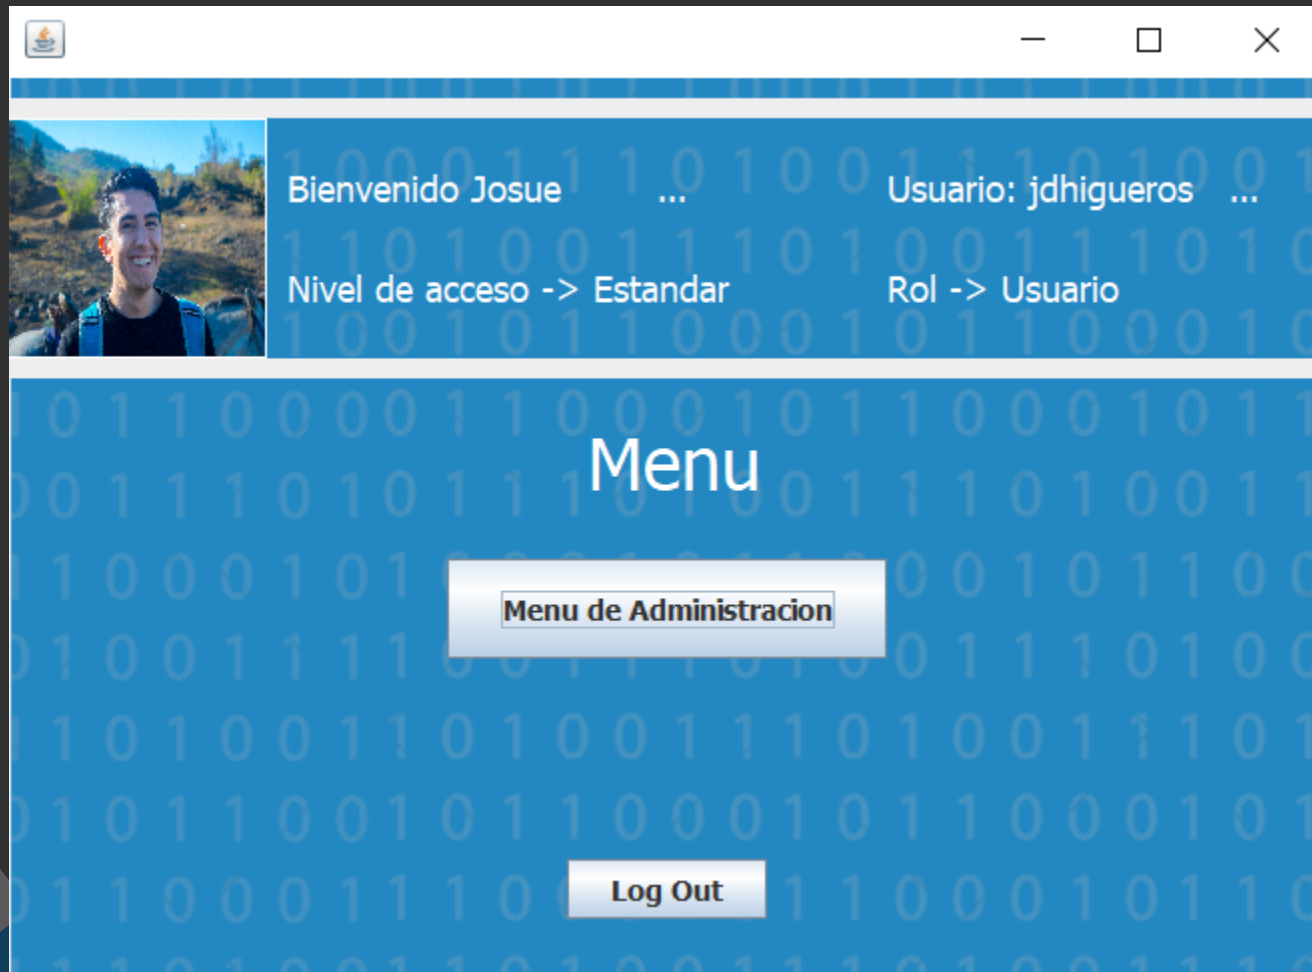 Bienvenido Josue ... Usuario: jdhigueros ...
Nivel de acceso -> Estandar Rol -> Usuario
Menu
Menu de Administracion
Log Out